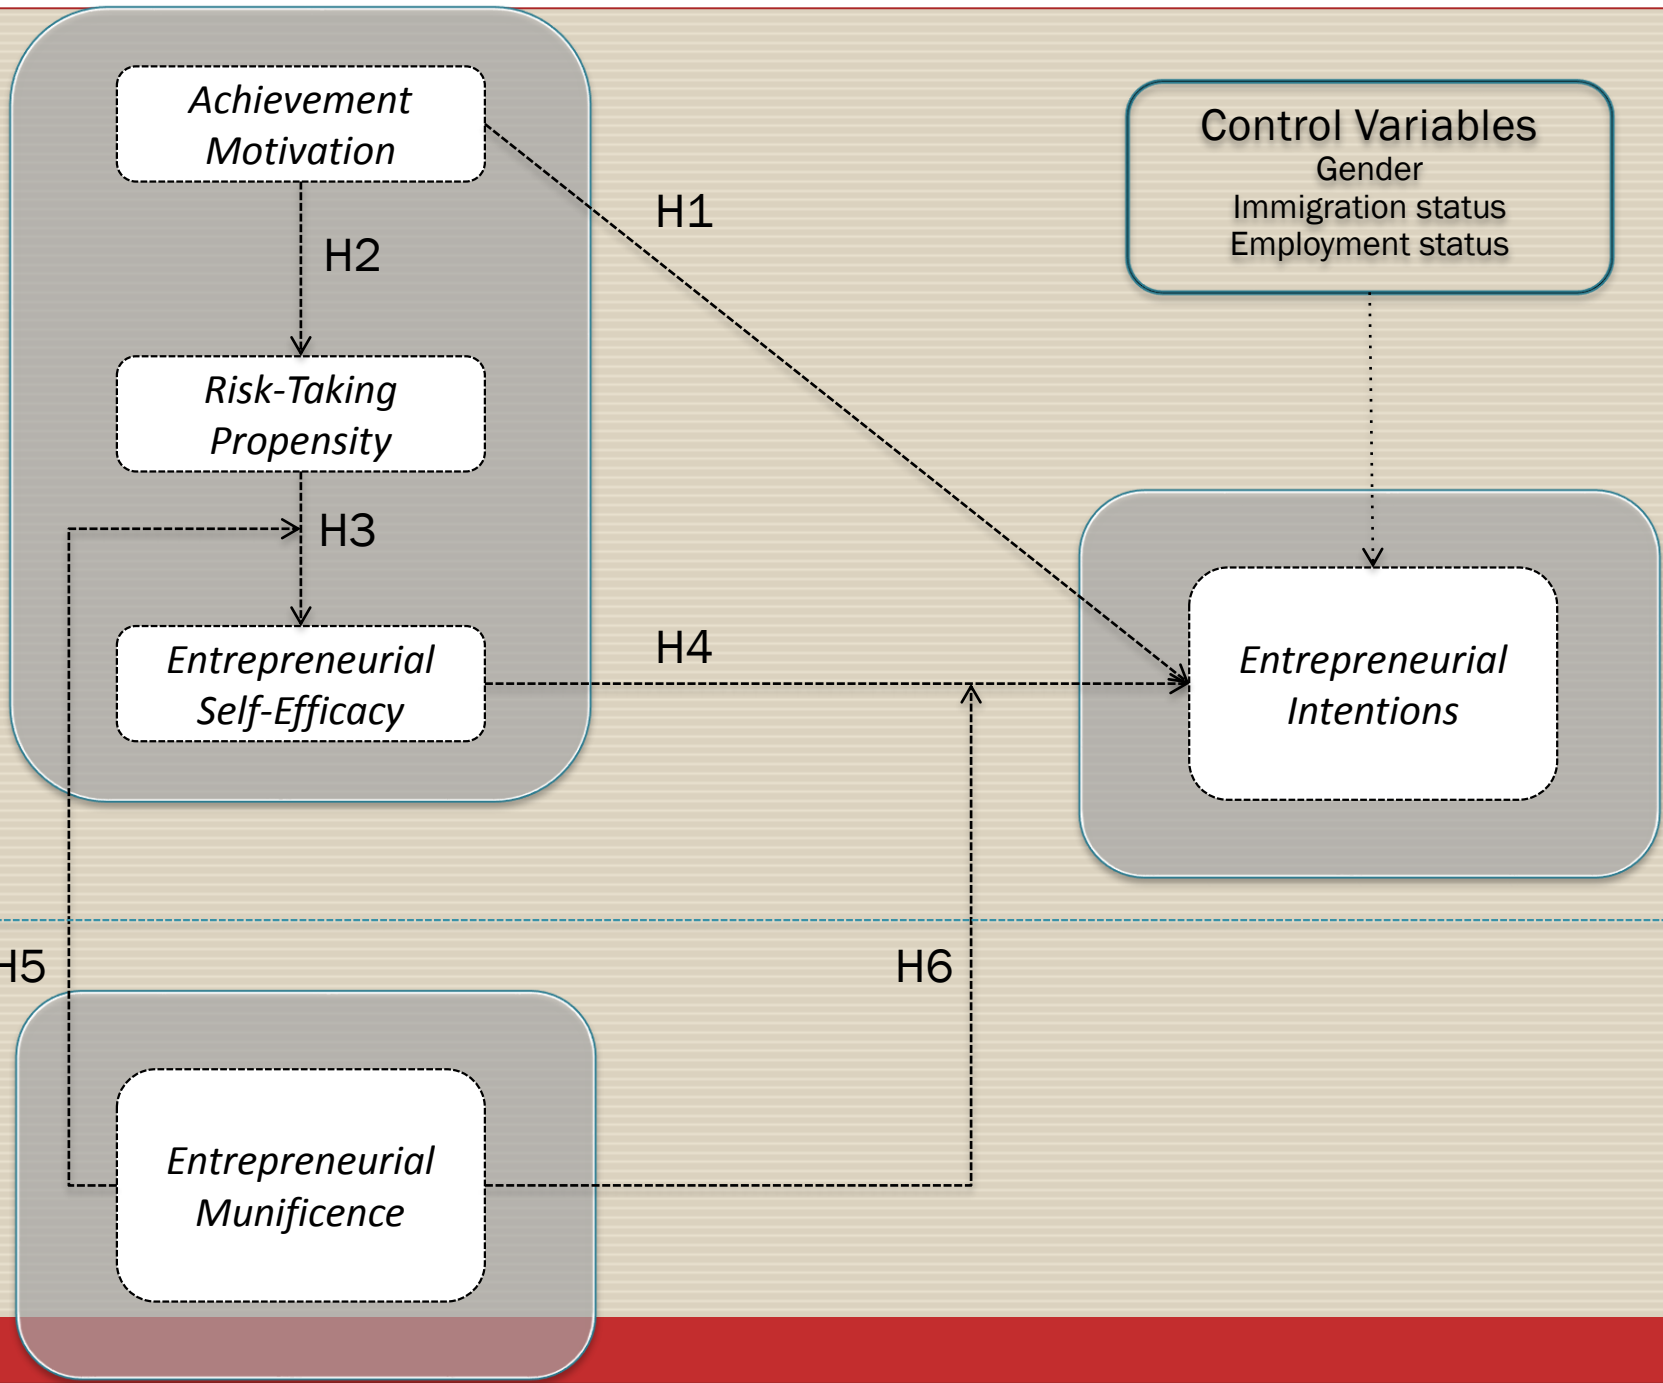 Achievement
Motivation
Control Variables
Gender
Immigration status
Employment status
H1
H2
Risk-Taking
Propensity
H3
Entrepreneurial
Self-Efficacy
H4
Entrepreneurial
Intentions
H5
H6
Entrepreneurial
Munificence